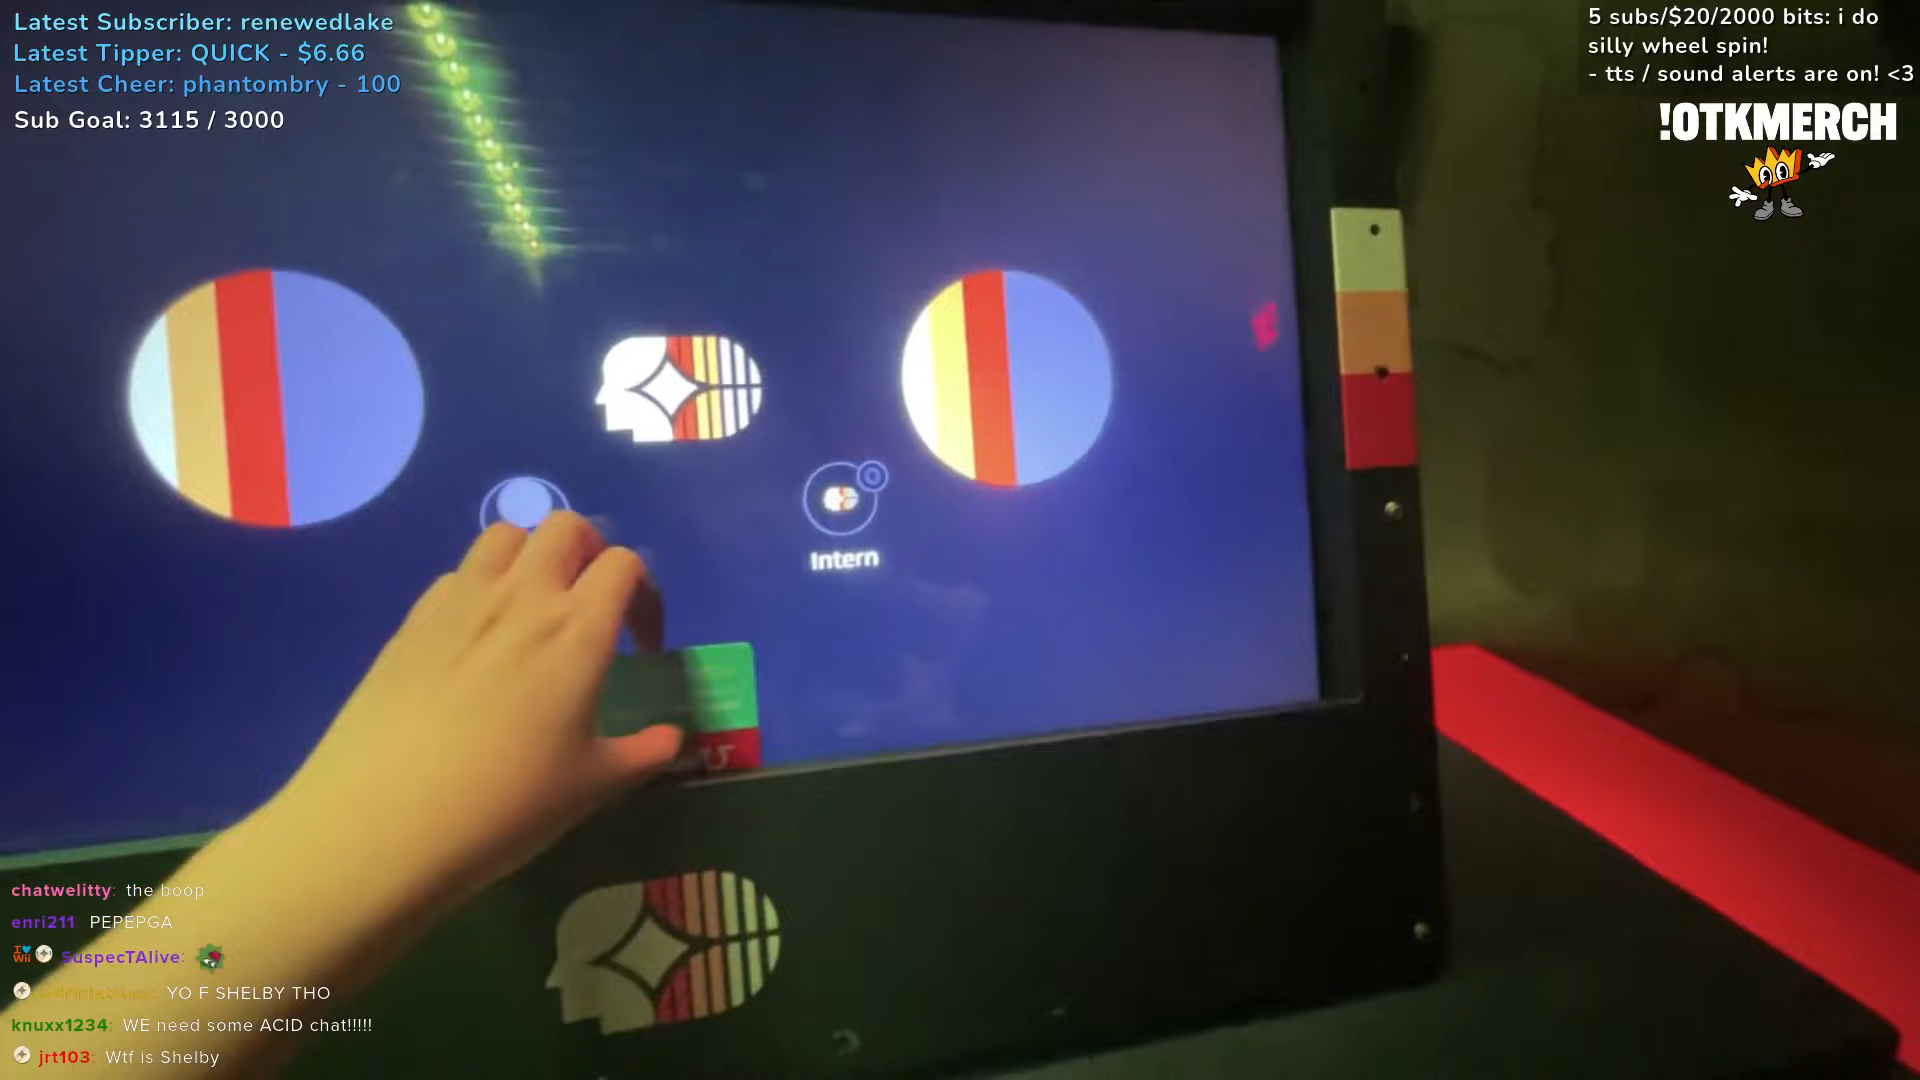 Latest Subscriber: renewedlake
Latest Tipper: QUICK - $6.66
Latest Cheer: phantombry - 100
Sub Goal: 3115 / 3000
5 subs/$20/2000 bits: i do
silly wheel spin!
- tts / sound alerts are on! <3
!OTKMERCH
Intern
chatwelitty: the boop
enri211 PEPEPGA
SuspecTAlive:
YO F SHELBY THO
knuxx1234: WE need some ACID chat!!!!!
jrt103: Wtf is Shelby